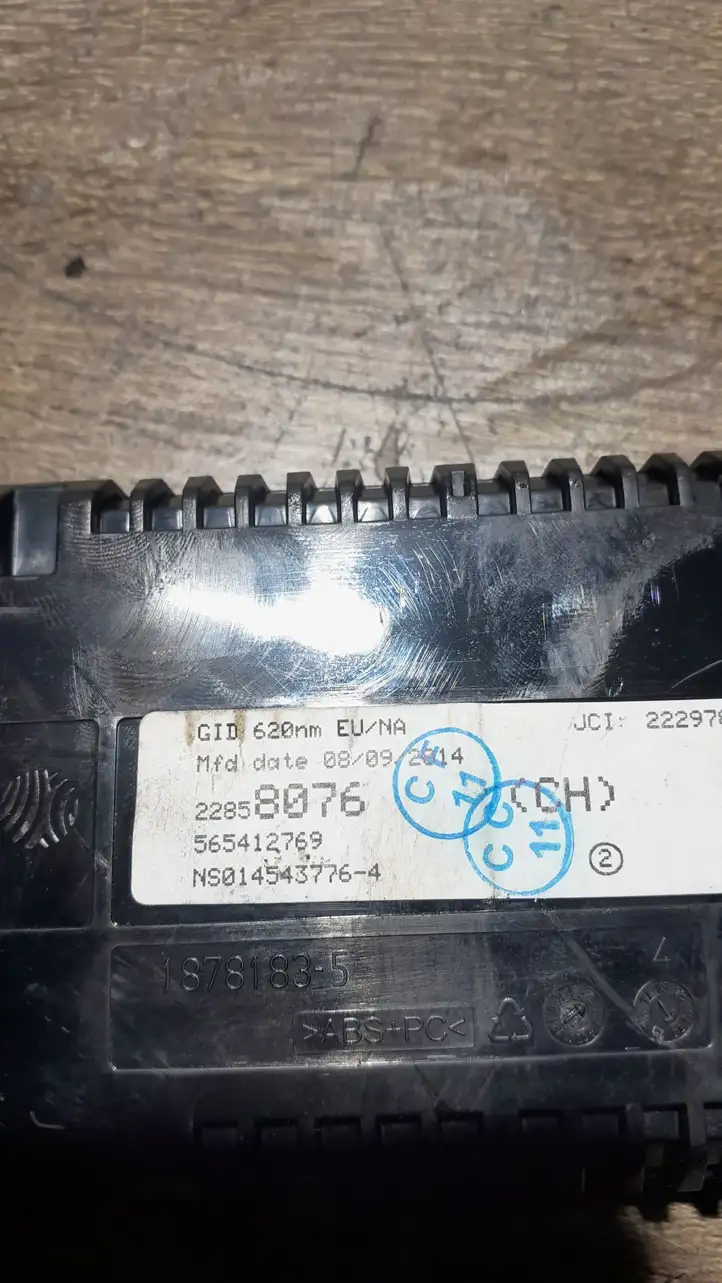 GID 620nm EU/NA
JCI: 222978
Mfd date 08/09/2014
22858076
(CH)
565412769
NS014543776-4
2
C
11
C C
11
1878183-5
4
>ABS+PC<